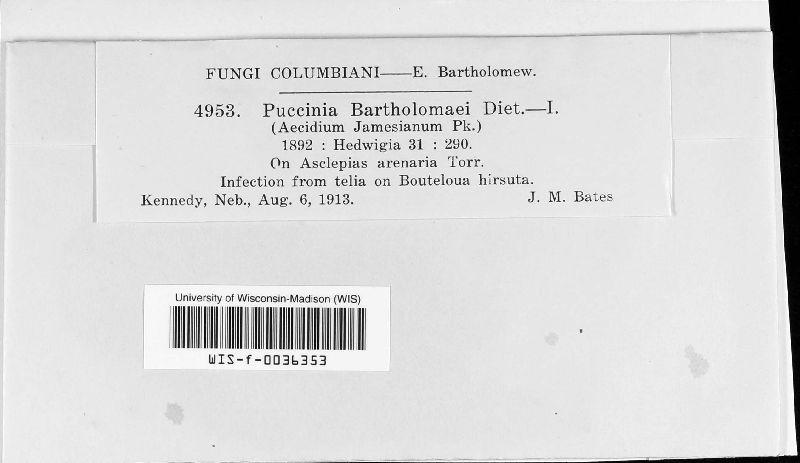 FUNGI COLUMBIANI——E. Bartholomew.
4953. Puccinia Bartholomaei Diet.—I.
(Aecidium Jamesianum Pk.)
1892 : Hedwigia 31 : 290.
On Asclepias arenaria Torr.
Infection from telia on Bouteloua hirsuta.
Kennedy, Neb., Aug. 6, 1913. J. M. Bates
University of Wisconsin-Madison (WIS)
WIS-f-0036353